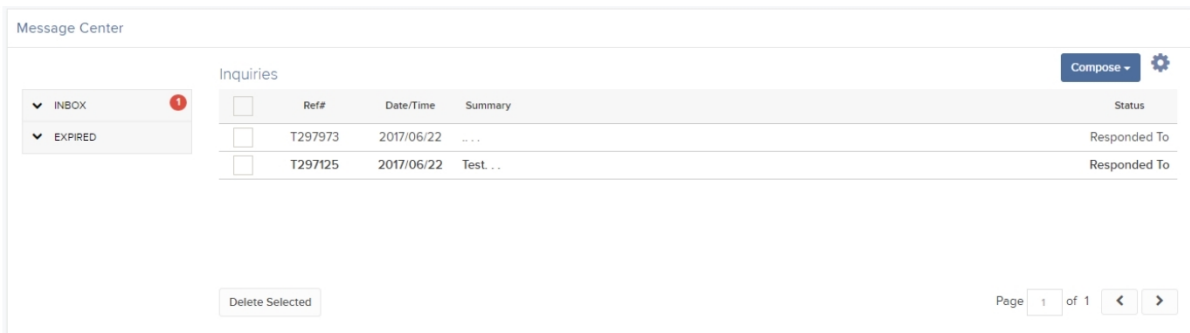 Message Center
Inquiries
Compose
INBOX 1
EXPIRED
Ref# Date/Time Summary Status
T297973 2017/06/22 .. . . Responded To
T297125 2017/06/22 Test. . . Responded To
Delete Selected
Page 1 of 1